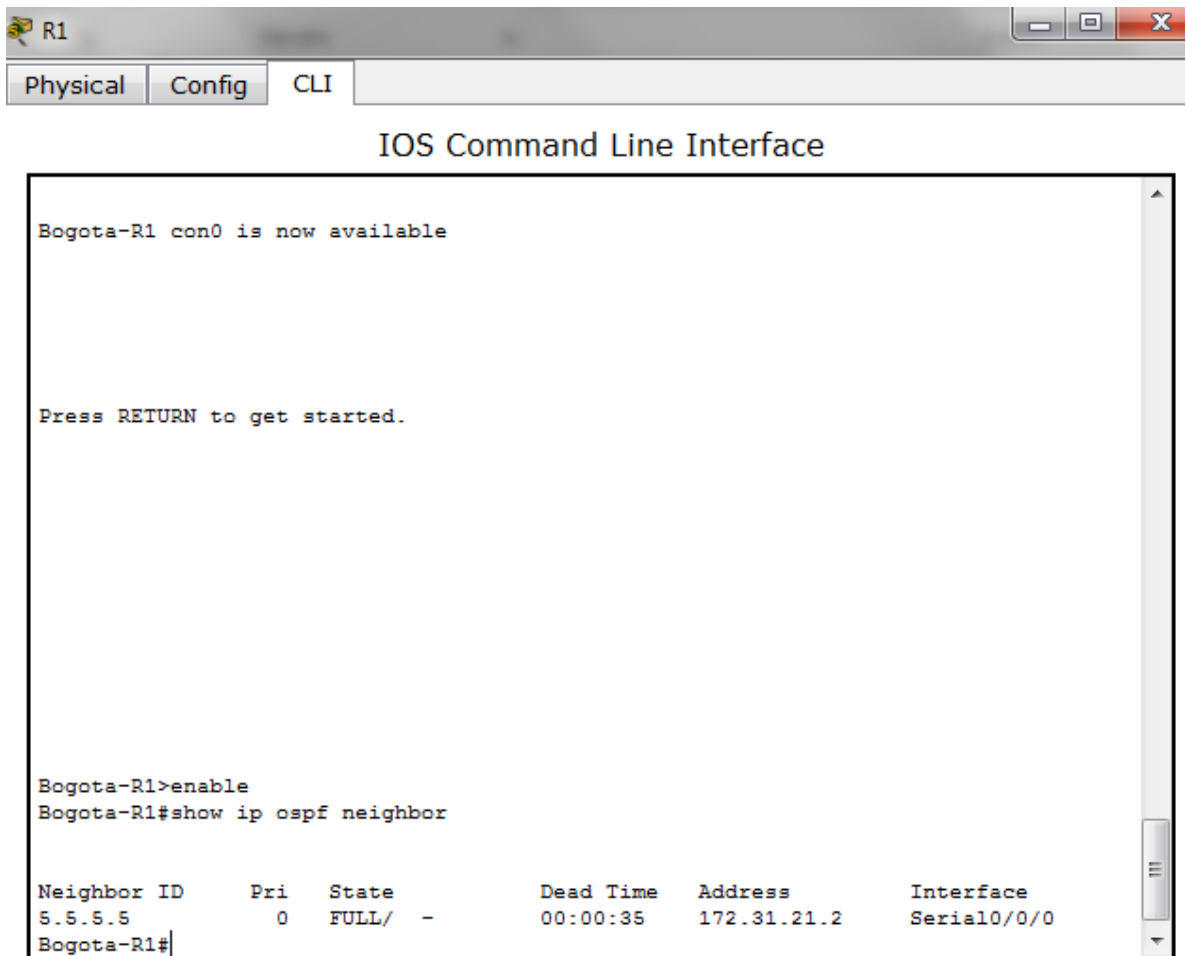 R1
Physical Config CLI
IOS Command Line Interface
Bogota-R1 con0 is now available
Press RETURN to get started.
Bogota-R1>enable
Bogota-R1#show ip ospf neighbor
Neighbor ID Pri State Dead Time Address Interface
5.5.5.5 0 FULL/ - 00:00:35 172.31.21.2 Serial0/0/0
Bogota-R1#